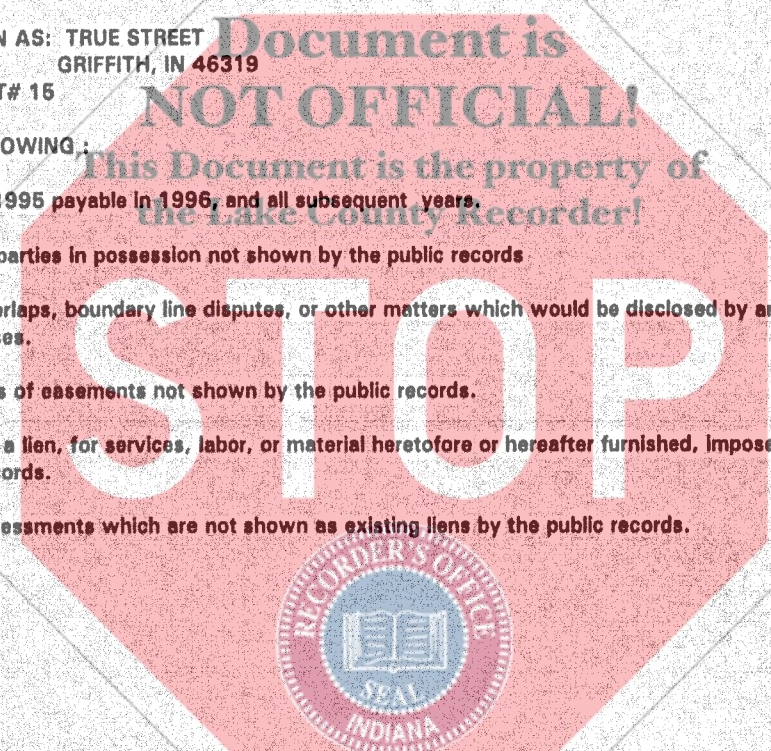 N AS: TRUE STREET
GRIFFITH, IN 46319
T# 15
OWING :
1995 payable in 1996, and all subsequent years.
parties in possession not shown by the public records
erlaps, boundary line disputes, or other matters which would be disclosed by an
ses.
s of easements not shown by the public records.
a lien, for services, labor, or material heretofore or hereafter furnished, impose
ords.
essments which are not shown as existing liens by the public records.
Document is
NOT OFFICIAL!
This Document is the property of
the Lake County Recorder!
STOP
RECORDER'S OFFICE
SEAL
INDIANA